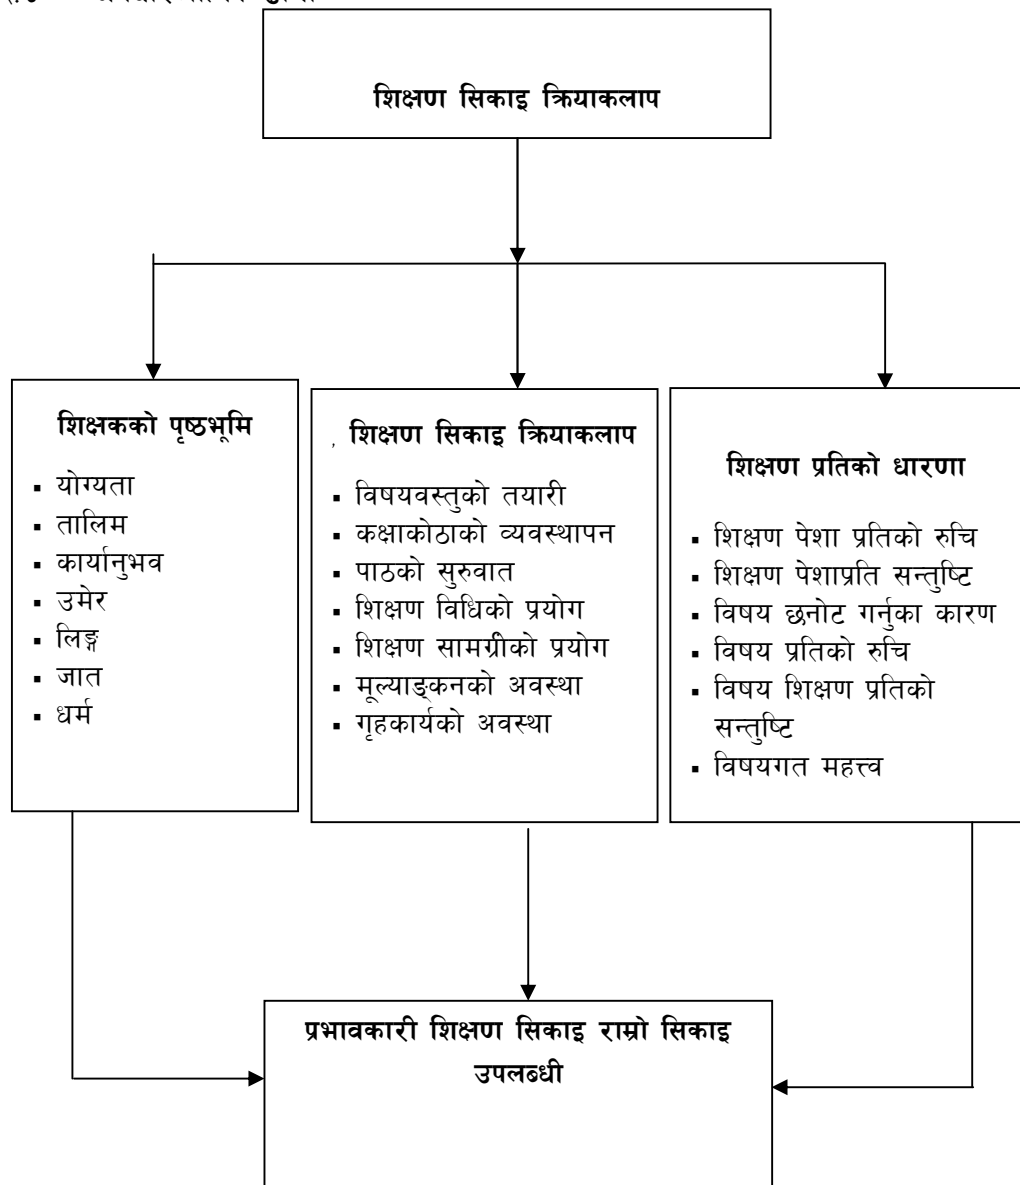 शिक्षण सिकाइ क्रियाकलाप
शिक्षकको पृष्ठभूमि
▪ योग्यता
▪ तालिम
▪ कार्यानुभव
▪ उमेर
▪ लिङ्ग
▪ जात
▪ धर्म
, शिक्षण सिकाइ क्रियाकलाप
▪ विषयवस्तुको तयारी
▪ कक्षाकोठाको व्यवस्थापन
▪ पाठको सुरुवात
▪ शिक्षण विधिको प्रयोग
▪ शिक्षण सामग्रीको प्रयोग
▪ मूल्याङ्कनको अवस्था
▪ गृहकार्यको अवस्था
शिक्षण प्रतिको धारणा
▪ शिक्षण पेशा प्रतिको रुचि
▪ शिक्षण पेशाप्रति सन्तुष्टि
▪ विषय छनोट गर्नुका कारण
▪ विषय प्रतिको रुचि
▪ विषय शिक्षण प्रतिको
सन्तुष्टि
▪ विषयगत महत्त्व
प्रभावकारी शिक्षण सिकाइ राम्रो सिकाइ
उपलब्धी